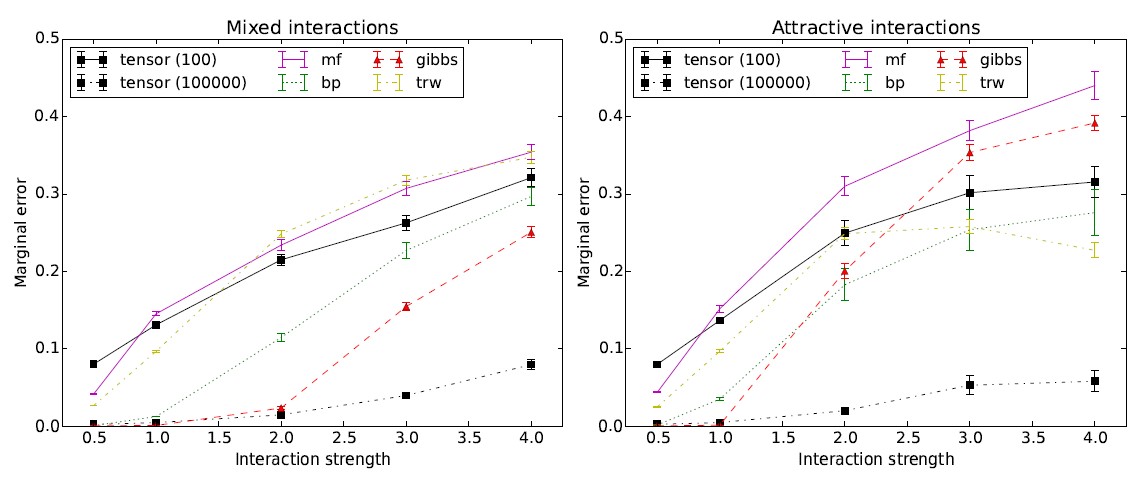 Mixed interactions
tensor (100) mf gibbs
tensor (100000) bp trw
0.5
0.4
0.3
0.2
0.1
0.0
Marginal error
0.5 1.0 1.5 2.0 2.5 3.0 3.5 4.0
Interaction strength
Attractive interactions
tensor (100) mf gibbs
tensor (100000) bp trw
0.5
0.4
0.3
0.2
0.1
0.0
Marginal error
0.5 1.0 1.5 2.0 2.5 3.0 3.5 4.0
Interaction strength